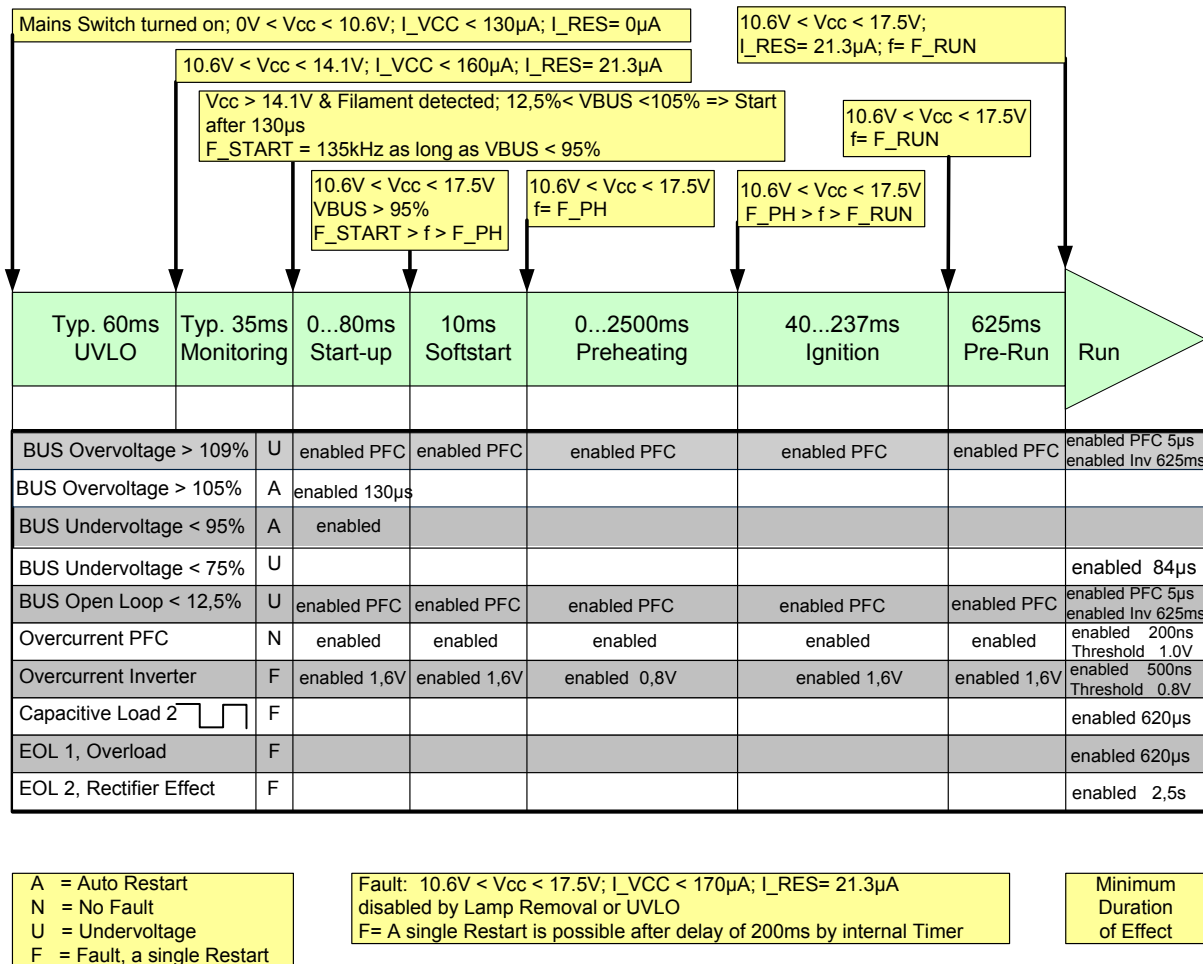 Mains Switch turned on; 0V < Vcc < 10.6V; I_VCC < 130µA; I_RES= 0µA
10.6V < Vcc < 17.5V;
I_RES= 21.3µA; f= F_RUN
10.6V < Vcc < 14.1V; I_VCC < 160µA; I_RES= 21.3µA
Vcc > 14.1V & Filament detected; 12,5%< VBUS <105% => Start
after 130µs
F_START = 135kHz as long as VBUS < 95%
10.6V < Vcc < 17.5V
f= F_RUN
10.6V < Vcc < 17.5V
VBUS > 95%
F_START > f > F_PH
10.6V < Vcc < 17.5V
f= F_PH
10.6V < Vcc < 17.5V
F_PH > f > F_RUN
Typ. 60ms
UVLO
Typ. 35ms
Monitoring
0...80ms
Start-up
10ms
Softstart
0...2500ms
Preheating
40...237ms
Ignition
625ms
Pre-Run
Run
BUS Overvoltage > 109% U enabled PFC enabled PFC enabled PFC enabled PFC enabled PFC enabled PFC 5µs
enabled Inv 625ms
BUS Overvoltage > 105% A enabled 130µs
BUS Undervoltage < 95% A enabled
BUS Undervoltage < 75% U enabled 84µs
BUS Open Loop < 12,5% U enabled PFC enabled PFC enabled PFC enabled PFC enabled PFC enabled PFC 5µs
enabled Inv 625ms
Overcurrent PFC N enabled enabled enabled enabled enabled enabled 200ns
Threshold 1.0V
Overcurrent Inverter F enabled 1,6V enabled 1,6V enabled 0,8V enabled 1,6V enabled 1,6V enabled 500ns
Threshold 0.8V
Capacitive Load 2 F enabled 620µs
EOL 1, Overload F enabled 620µs
EOL 2, Rectifier Effect F enabled 2,5s
A = Auto Restart
N = No Fault
U = Undervoltage
F = Fault, a single Restart
Fault: 10.6V < Vcc < 17.5V; I_VCC < 170µA; I_RES= 21.3µA
disabled by Lamp Removal or UVLO
F= A single Restart is possible after delay of 200ms by internal Timer
Minimum
Duration
of Effect